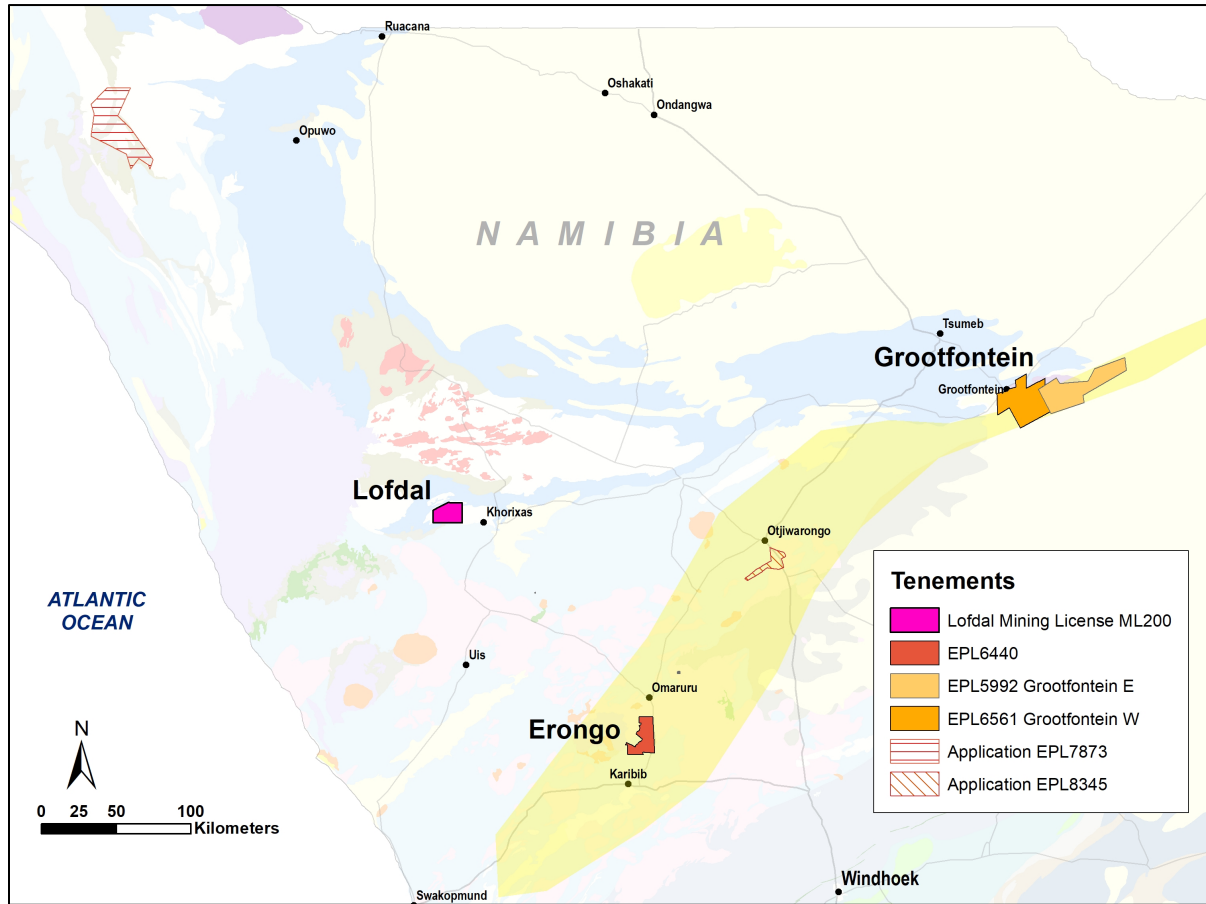 Ruacana
Oshakati
Ondangwa
Opuwo
NAMIBIA
Tsumeb
Grootfontein
Grootfontein
Lofdal
Khorixas
Otjiwarongo
ATLANTIC
OCEAN
Uis
Omaruru
Erongo
Karibib
Swakopmund
Windhoek
N
0 25 50 100
Kilometers
Tenements
Lofdal Mining License ML200
EPL6440
EPL5992 Grootfontein E
EPL6561 Grootfontein W
Application EPL7873
Application EPL8345